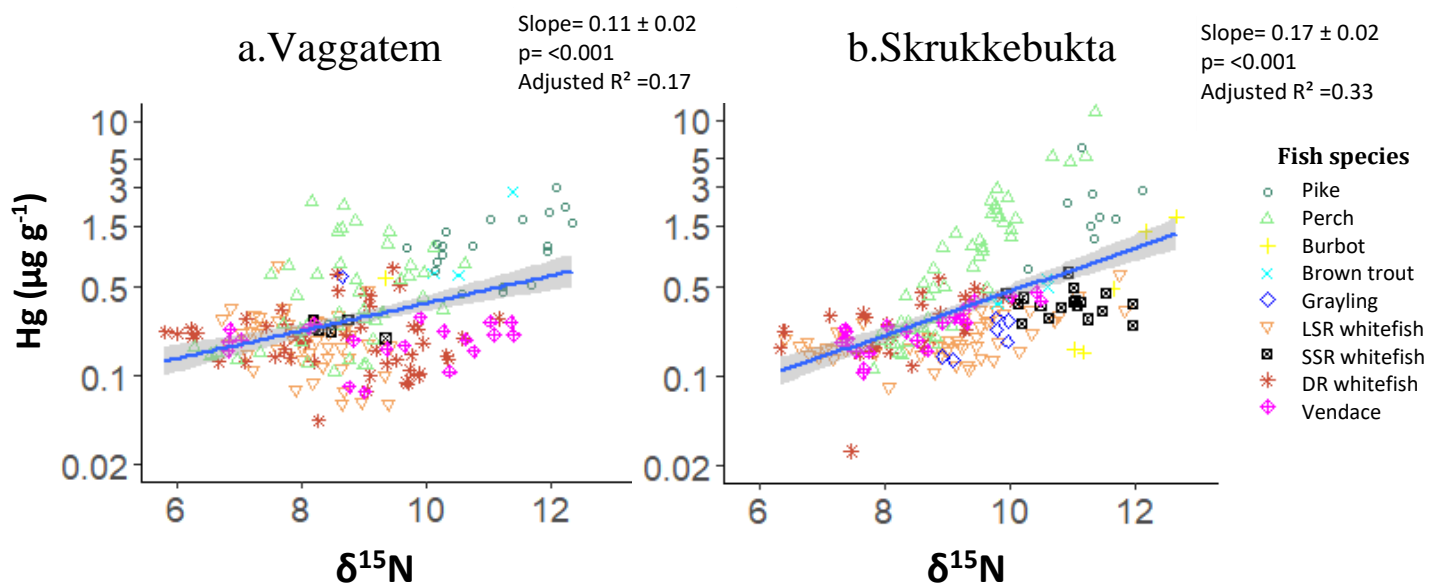 a.Vaggatem
Slope= 0.11 ± 0.02
p= <0.001
Adjusted R² =0.17
b.Skrukkebukta
Slope= 0.17 ± 0.02
p= <0.001
Adjusted R² =0.33
Hg (µg g⁻¹)
10
5
3
1.5
0.5
0.1
0.02
6 8 10 12
δ¹⁵N
10
5
3
1.5
0.5
0.1
0.02
6 8 10 12
δ¹⁵N
Fish species
Pike
Perch
Burbot
Brown trout
Grayling
LSR whitefish
SSR whitefish
DR whitefish
Vendace